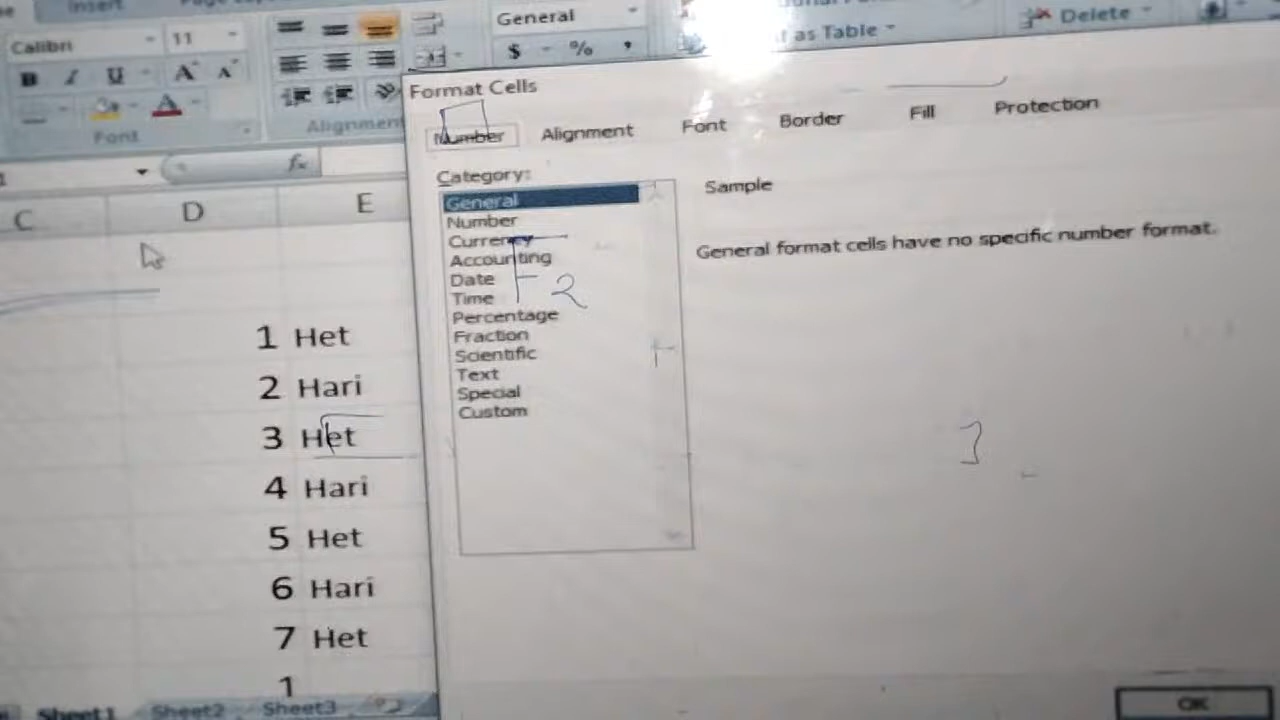 Insert
Calibri 11 General
$ % , as Table Delete
B I U A A A
Font Alignment
fx
C D E
1 Het
2 Hari
3 Het
4 Hari
5 Het
6 Hari
7 Het
1
Sheet1 Sheet2 Sheet3
Format Cells
Number Alignment Font Border Fill Protection
Category:
General
Number
Currency
Accounting
Date
Time
Percentage
Fraction
Scientific
Text
Special
Custom
Sample
General format cells have no specific number format.
2
OK